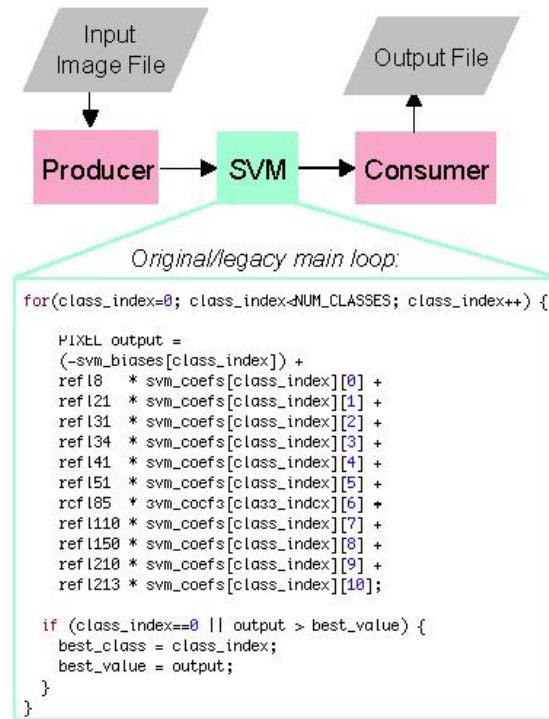 Input
Image File
Output File
Producer
SVM
Consumer
Original/legacy main loop:
for(class_index=0; class_index<NUM_CLASSES; class_index++) {
PIXEL output =
(-svm_biases[class_index]) +
refl8 * svm_coefs[class_index][0] +
refl21 * svm_coefs[class_index][1] +
refl31 * svm_coefs[class_index][2] +
refl34 * svm_coefs[class_index][3] +
refl41 * svm_coefs[class_index][4] +
refl51 * svm_coefs[class_index][5] +
refl85 * svm_coefs[class_index][6] +
refl110 * svm_coefs[class_index][7] +
refl150 * svm_coefs[class_index][8] +
refl210 * svm_coefs[class_index][9] +
refl213 * svm_coefs[class_index][10];
if (class_index==0 || output > best_value) {
best_class = class_index;
best_value = output;
}
}